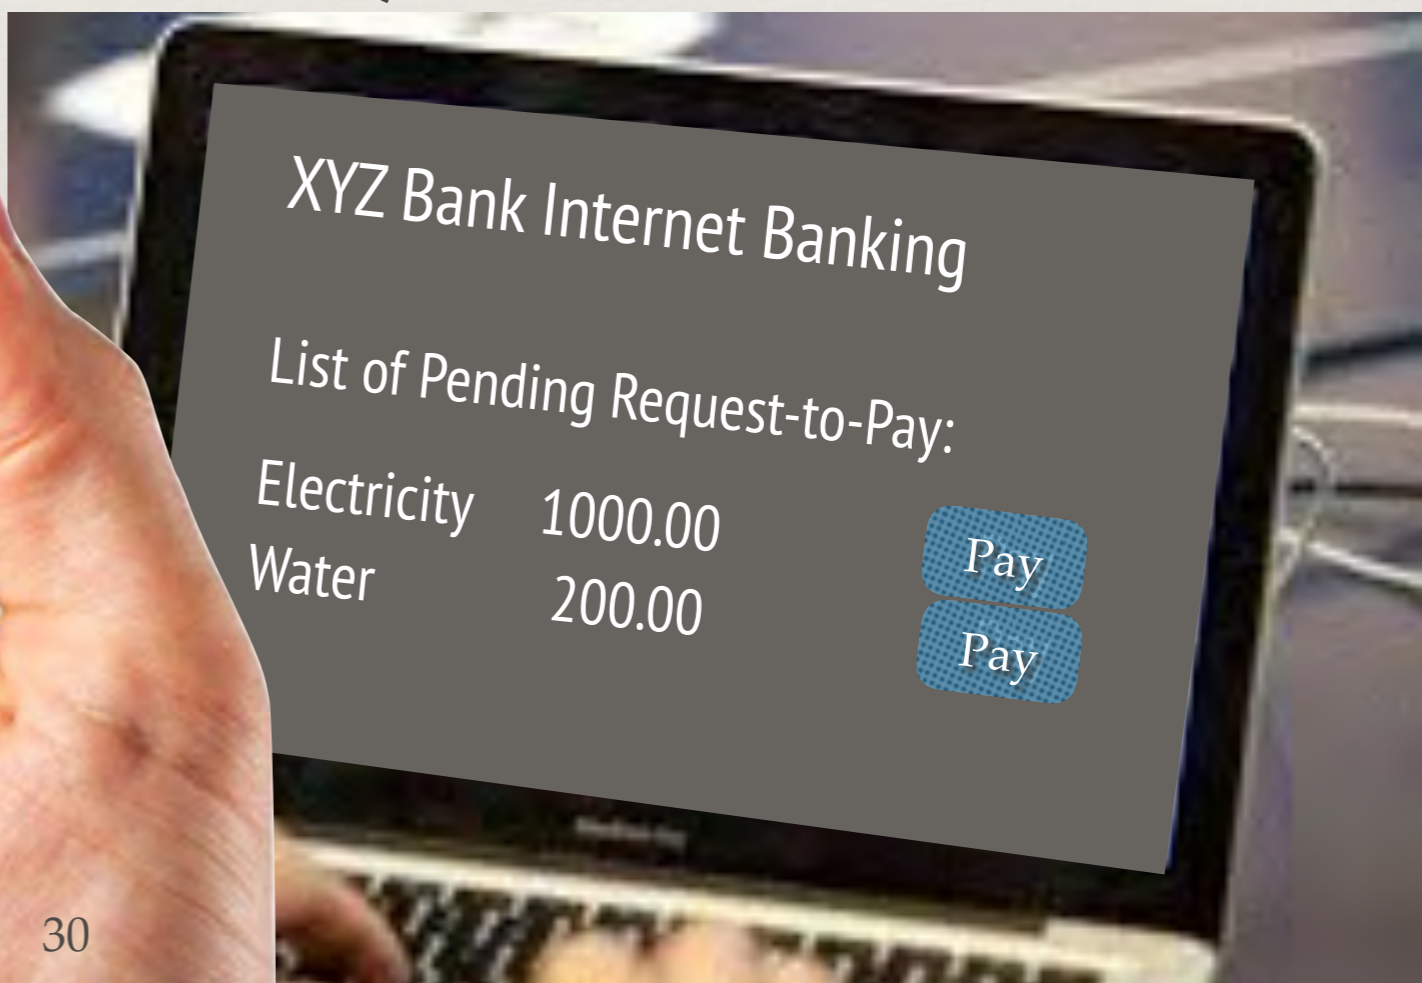 XYZ Bank Internet Banking
List of Pending Request-to-Pay:
Electricity 1000.00 Pay
Water 200.00 Pay
30